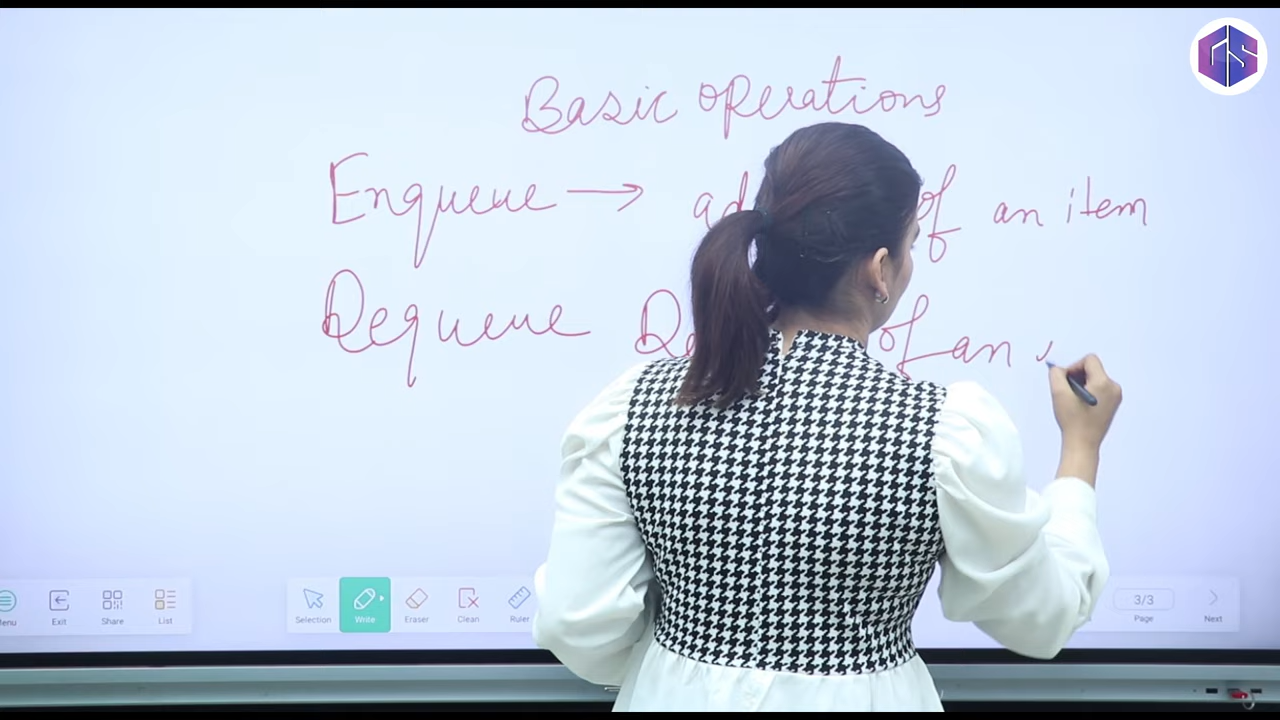 Basic operations
Enqueue → of an item
Dequeue of an
Menu Exit Share List Selection Write Eraser Clean Ruler 3/3 Page Next